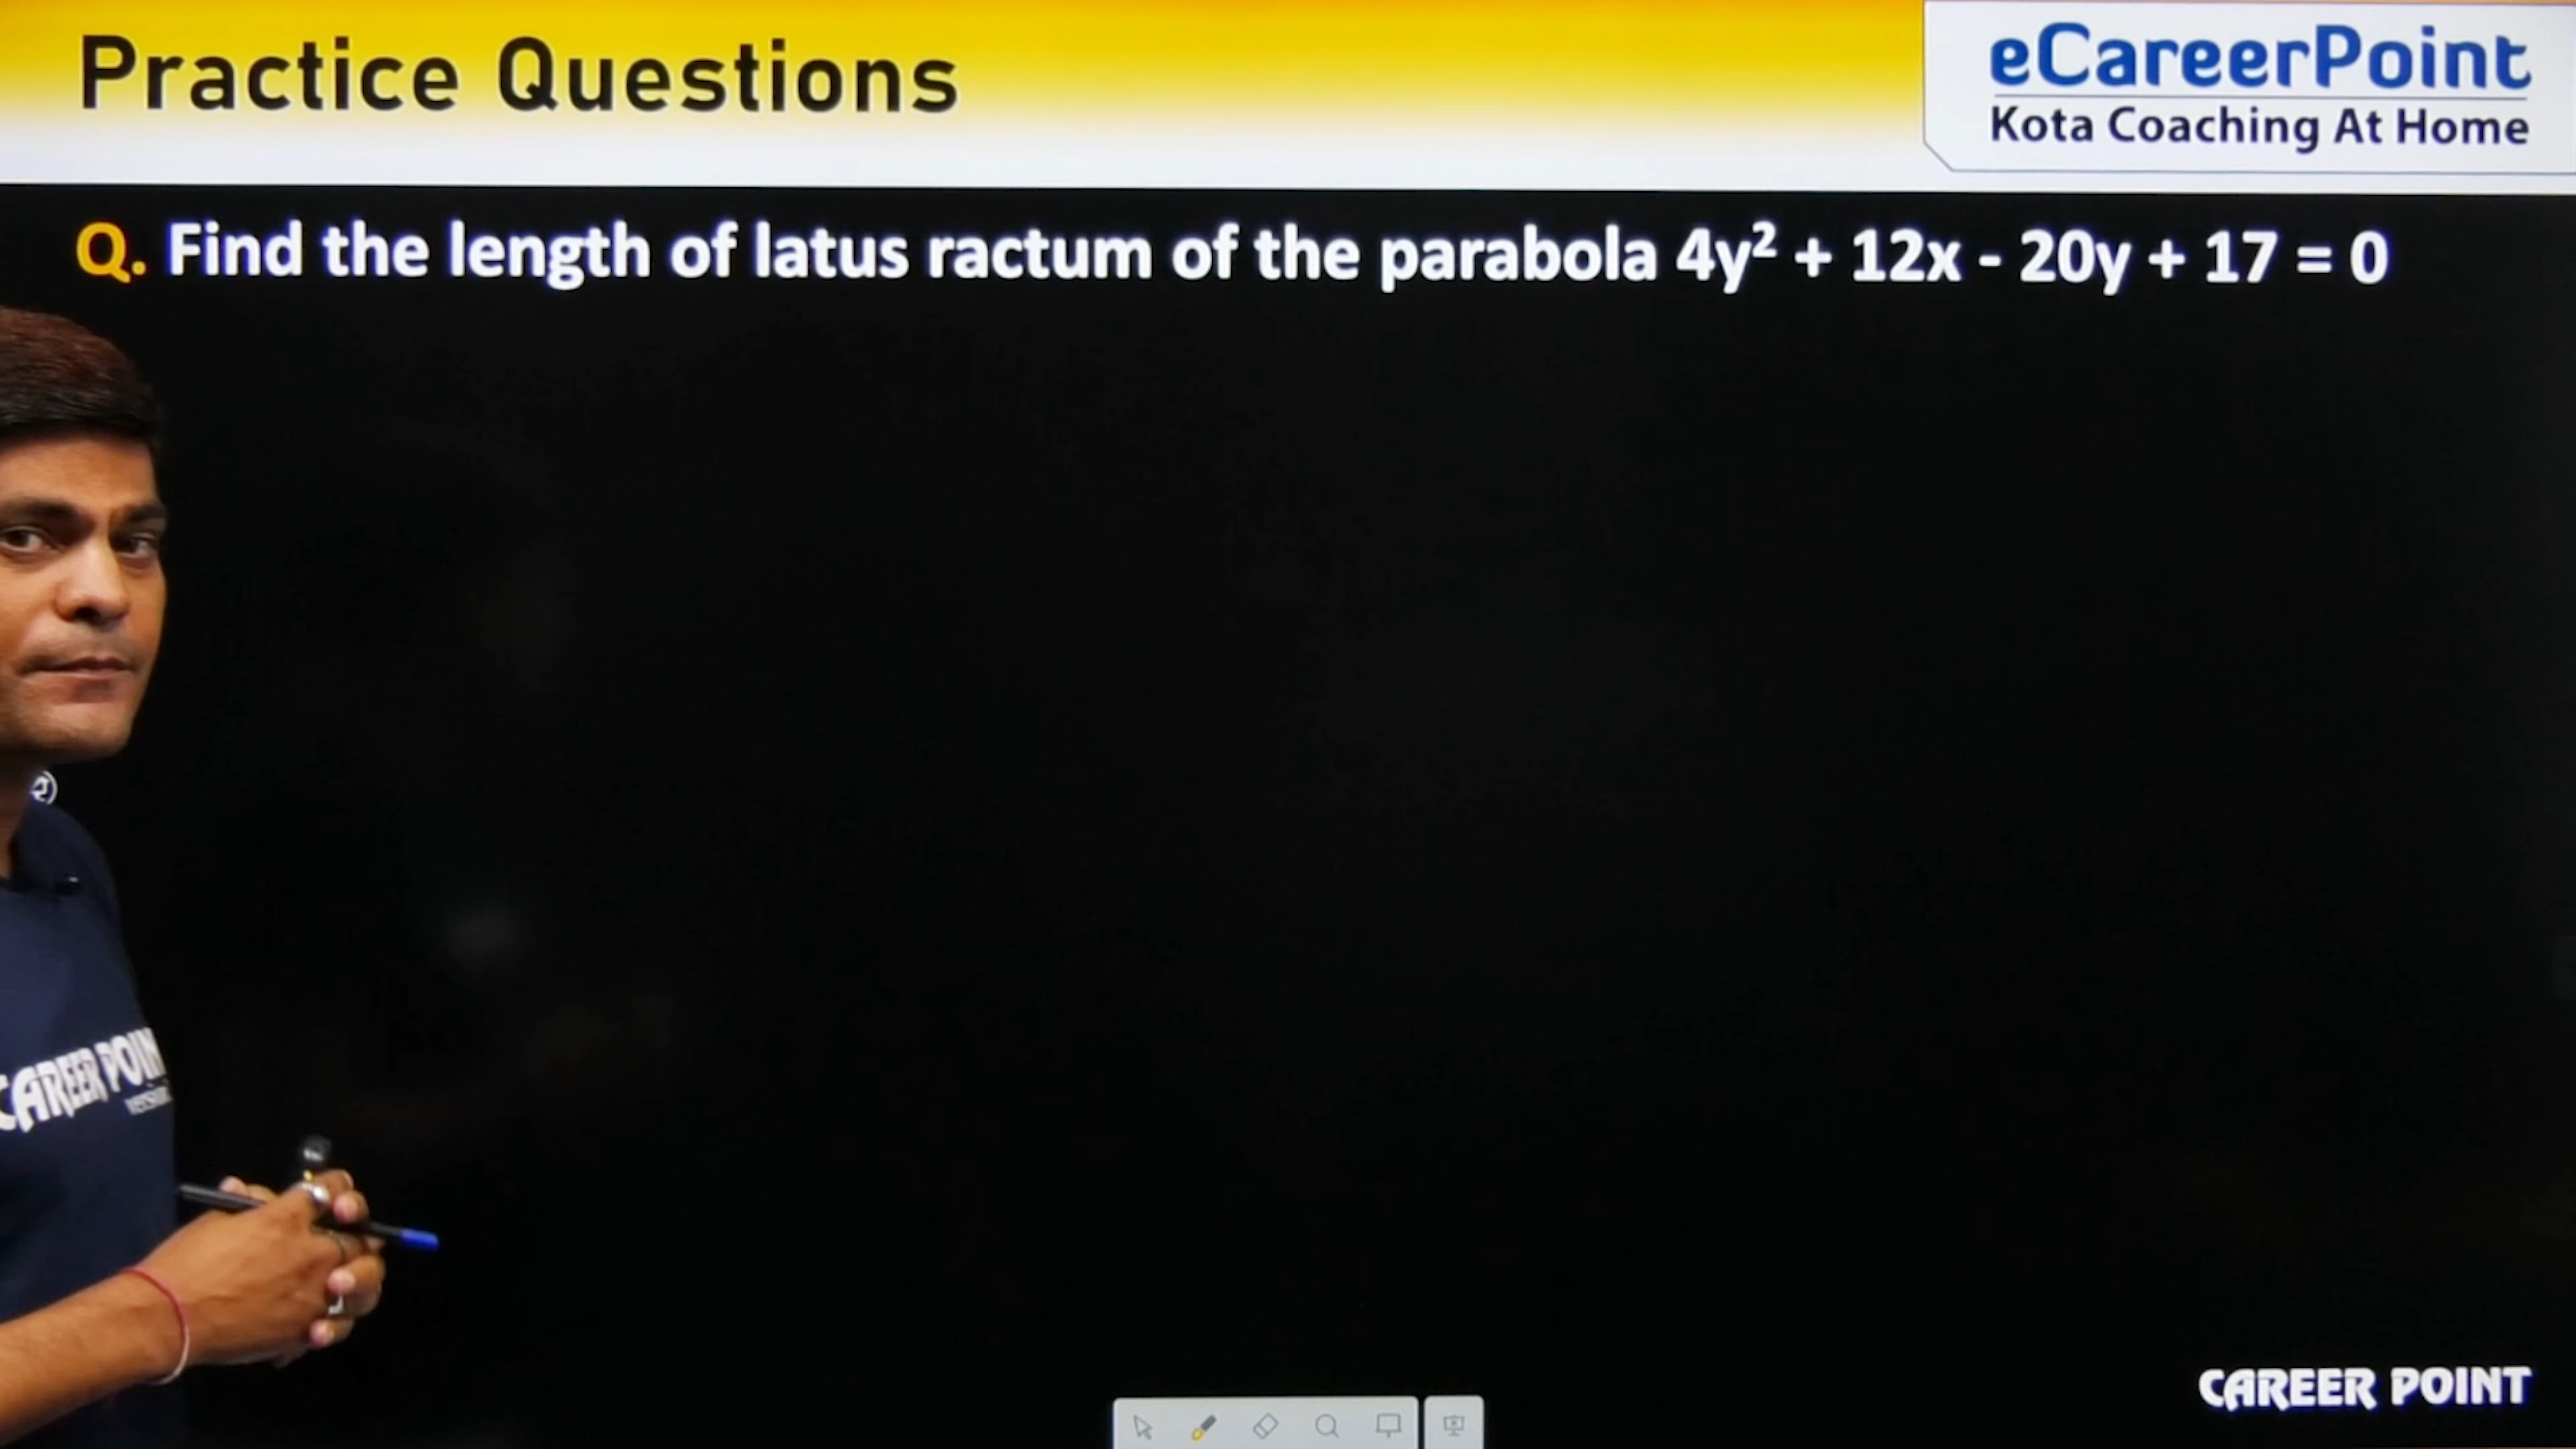 Practice Questions
eCareerPoint
Kota Coaching At Home
Q. Find the length of latus ractum of the parabola 4y² + 12x - 20y + 17 = 0
CAREER POIN
CAREER POINT